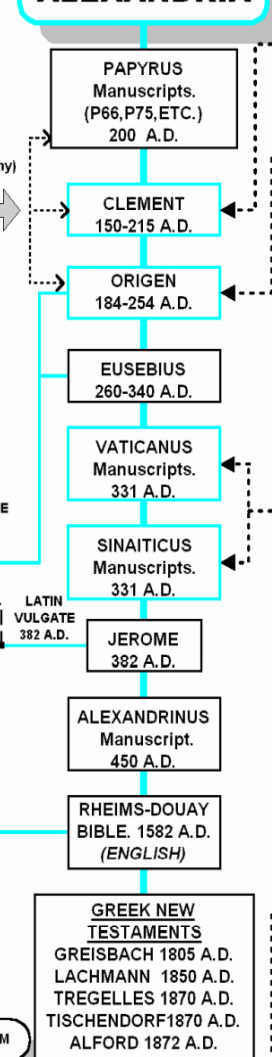 ALEXANDRIA
PAPYRUS
Manuscripts.
(P66,P75,ETC.)
200 A.D.
ny)
CLEMENT
150-215 A.D.
ORIGEN
184-254 A.D.
EUSEBIUS
260-340 A.D.
VATICANUS
Manuscripts.
331 A.D.
E
SINAITICUS
Manuscripts.
331 A.D.
LATIN
VULGATE
382 A.D.
JEROME
382 A.D.
ALEXANDRINUS
Manuscript.
450 A.D.
RHEIMS-DOUAY
BIBLE. 1582 A.D.
(ENGLISH)
GREEK NEW
TESTAMENTS
GREISBACH 1805 A.D.
LACHMANN 1850 A.D.
TREGELLES 1870 A.D.
TISCHENDORF1870 A.D.
ALFORD 1872 A.D.
M